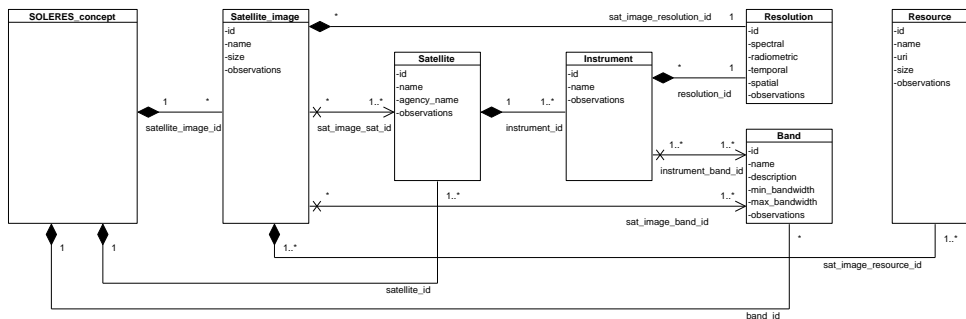 SOLERES_concept
Satellite_image
-id
-name
-size
-observations
* sat_image_resolution_id 1
Resolution
-id
-spectral
-radiometric
-temporal
-spatial
-observations
Resource
-id
-name
-uri
-size
-observations
Satellite
-id
-name
-agency_name
-observations
Instrument
-id
-name
-observations
* 1
resolution_id
1 *
satellite_image_id
* 1..*
sat_image_sat_id
1 1..*
instrument_id
Band
-id
-name
-description
-min_bandwidth
-max_bandwidth
-observations
1..* 1..*
instrument_band_id
* 1..*
sat_image_band_id
1 1 1..* 1..* * 1..*
sat_image_resource_id
satellite_id
band_id